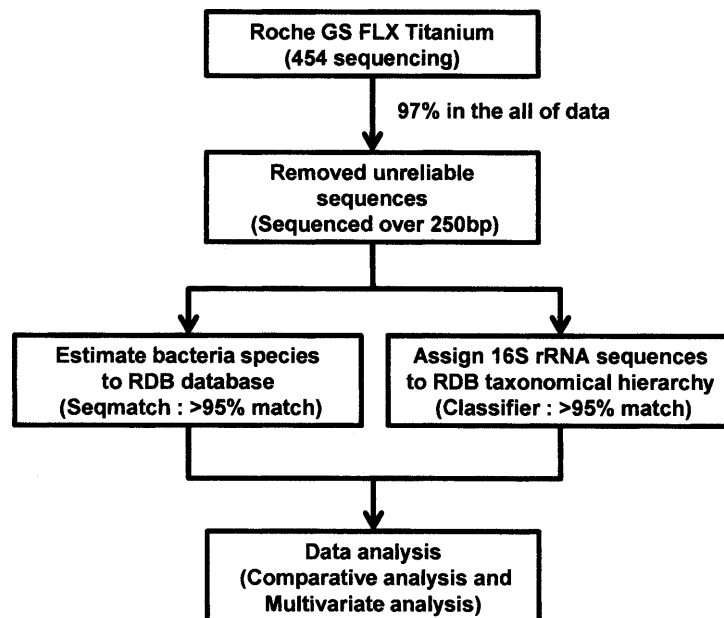 Roche GS FLX Titanium
(454 sequencing)
97% in the all of data
Removed unreliable
sequences
(Sequenced over 250bp)
Estimate bacteria species
to RDB database
(Seqmatch : >95% match)
Assign 16S rRNA sequences
to RDB taxonomical hierarchy
(Classifier : >95% match)
Data analysis
(Comparative analysis and
Multivariate analysis)